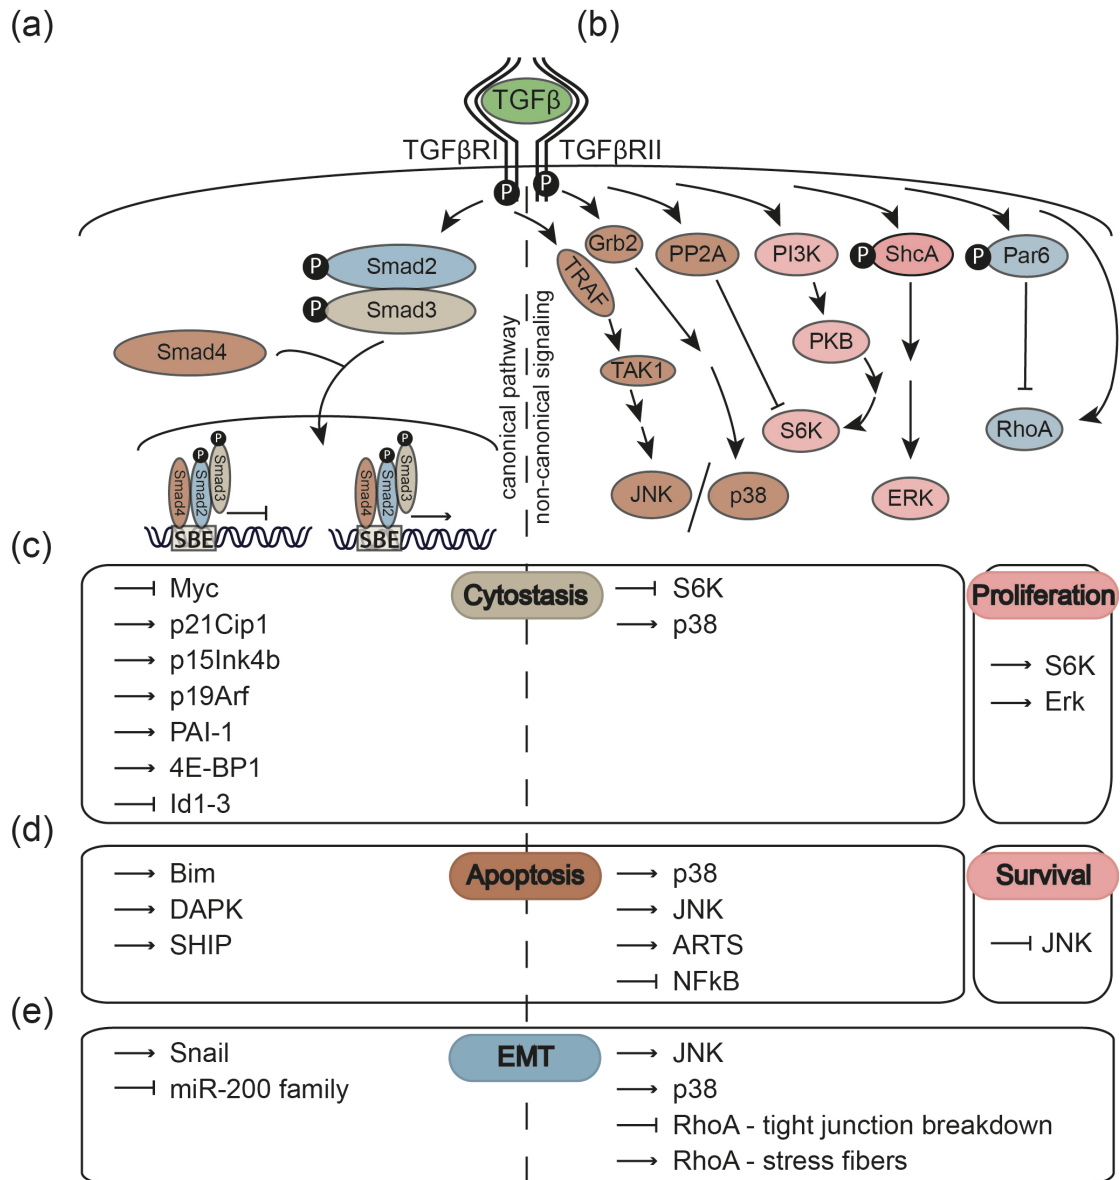 (a)
(b)
TGFβ
TGFβRI
TGFβRII
P
P
P
Smad2
P
Smad3
Smad4
canonical pathway
non-canonical signaling
Grb2
TRAF
TAK1
JNK
/
p38
PP2A
PI3K
PKB
S6K
P
ShcA
ERK
P
Par6
RhoA
Smad4
P
Smad2
P
Smad3
SBE
Smad4
P
Smad2
P
Smad3
SBE
(c)
Cytostasis
Myc
p21Cip1
p15Ink4b
p19Arf
PAI-1
4E-BP1
Id1-3
S6K
p38
Proliferation
S6K
Erk
(d)
Apoptosis
Bim
DAPK
SHIP
p38
JNK
ARTS
NFkB
Survival
JNK
(e)
EMT
Snail
miR-200 family
JNK
p38
RhoA - tight junction breakdown
RhoA - stress fibers